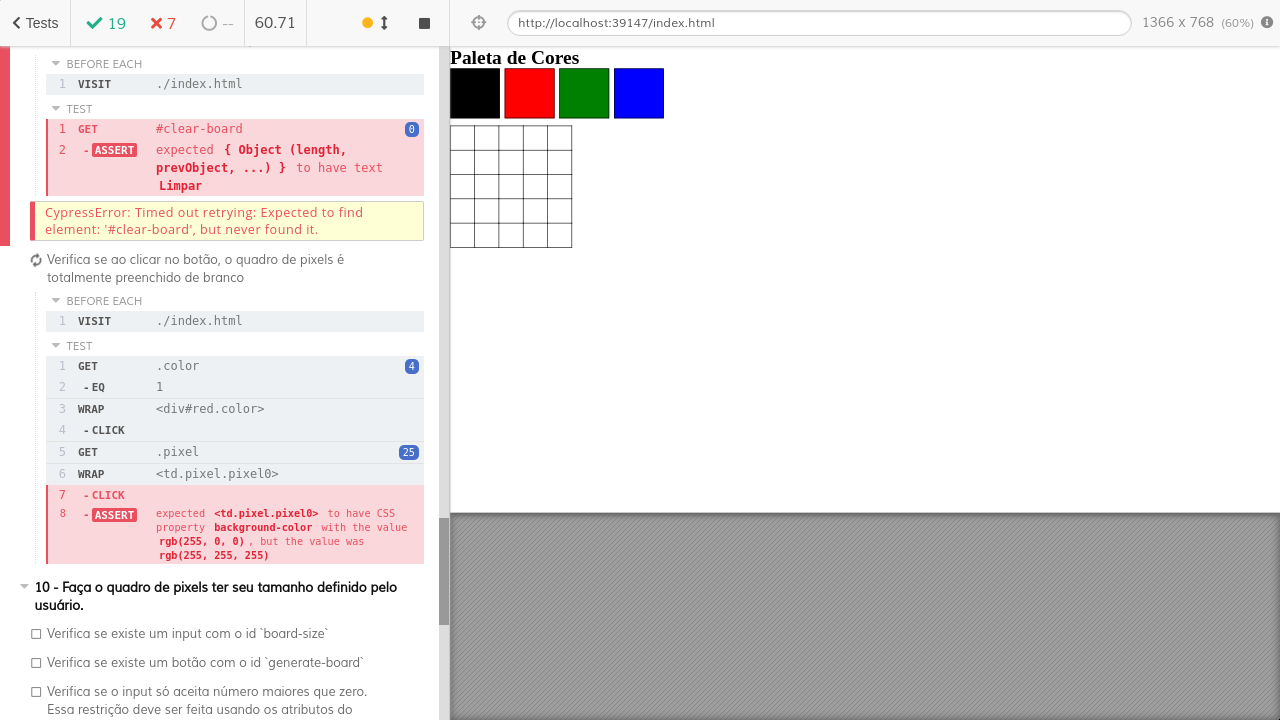 Tests
19
7
--
60.71
http://localhost:39147/index.html
1366 x 768 (60%)
BEFORE EACH
1 VISIT ./index.html
TEST
1 GET #clear-board 0
2 - ASSERT expected { Object (length,
prevObject, ...) } to have text
Limpar
CypressError: Timed out retrying: Expected to find
element: '#clear-board', but never found it.
Verifica se ao clicar no botão, o quadro de pixels é
totalmente preenchido de branco
BEFORE EACH
1 VISIT ./index.html
TEST
1 GET .color 4
2 - EQ 1
3 WRAP <div#red.color>
4 - CLICK
5 GET .pixel 25
6 WRAP <td.pixel.pixel0>
7 - CLICK
8 - ASSERT expected <td.pixel.pixel0> to have CSS
property background-color with the value
rgb(255, 0, 0) , but the value was
rgb(255, 255, 255)
10 - Faça o quadro de pixels ter seu tamanho definido pelo
usuário.
Verifica se existe um input com o id `board-size`
Verifica se existe um botão com o id `generate-board`
Verifica se o input só aceita número maiores que zero.
Essa restrição deve ser feita usando os atributos do
Paleta de Cores